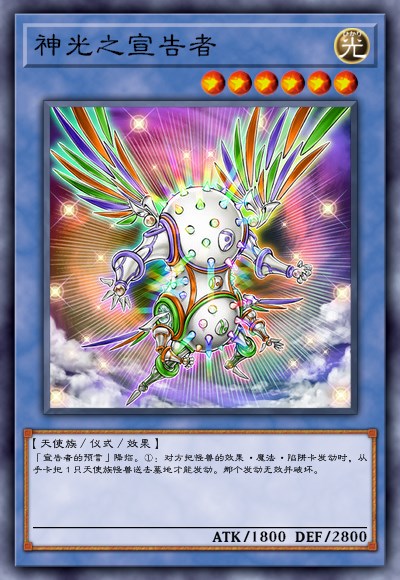 神光之宣告者
ひかり
光
【天使族／仪式／效果】
「宣告者的预言」降临。①：对方把怪兽的效果・魔法・陷阱卡发动时，从
手卡把１只天使族怪兽送去墓地才能发动。那个发动无效并破坏。
ATK/1800 DEF/2800